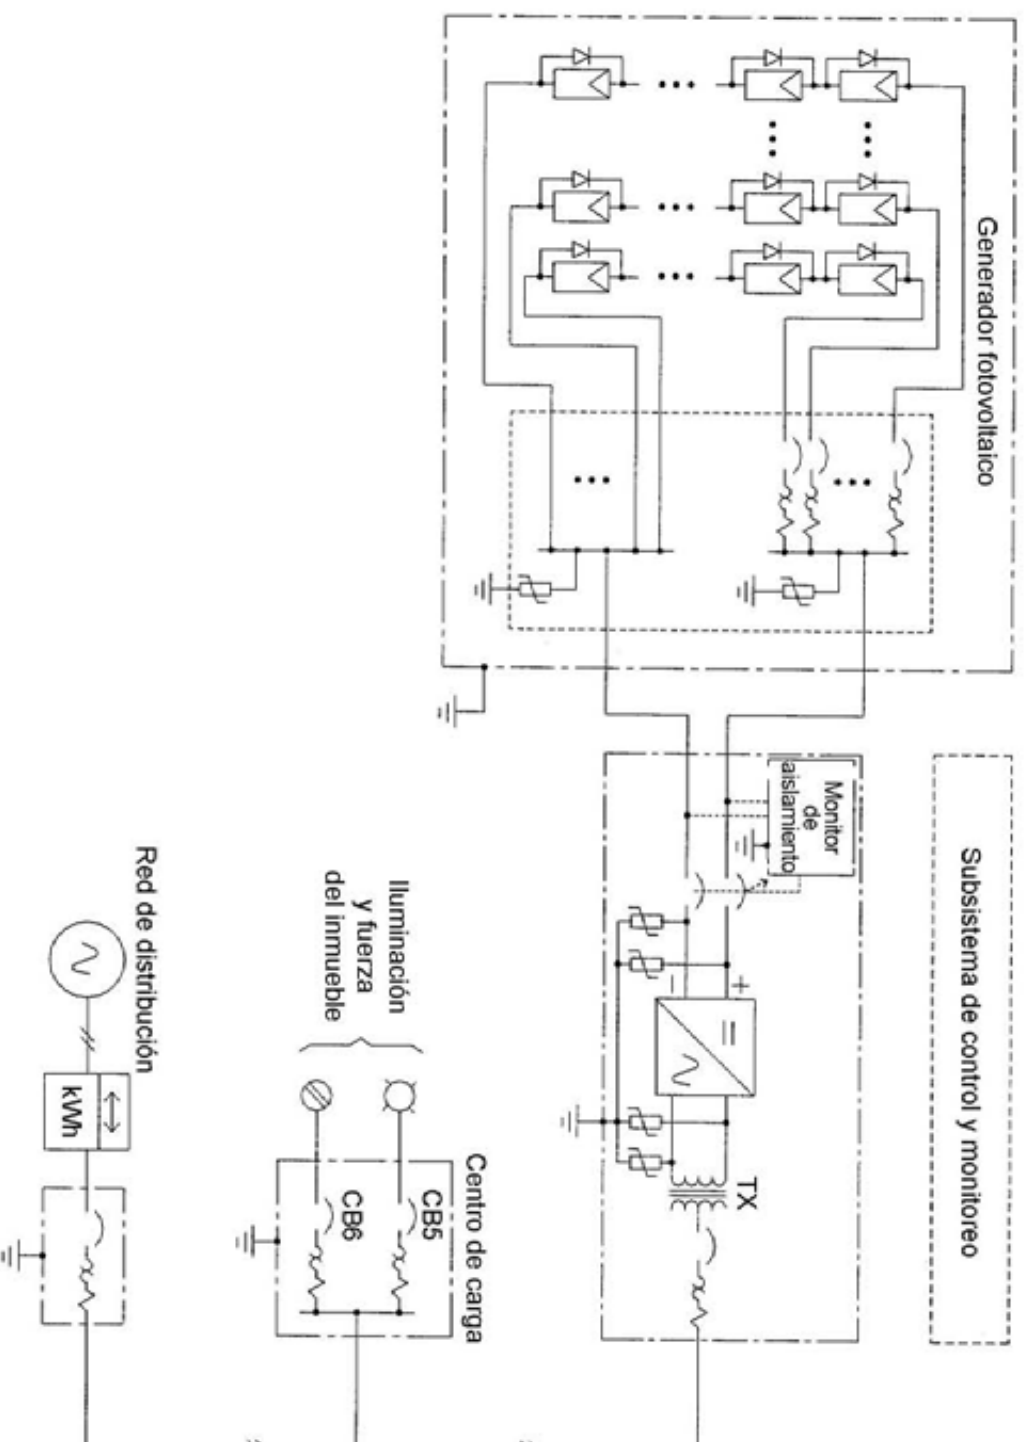 Generador fotovoltaico
Subsistema de control y monitoreo
Monitor
de
aislamiento
+
−
TX
Iluminación
y fuerza
del inmueble
Centro de carga
CB5
CB6
Red de distribución
kWh